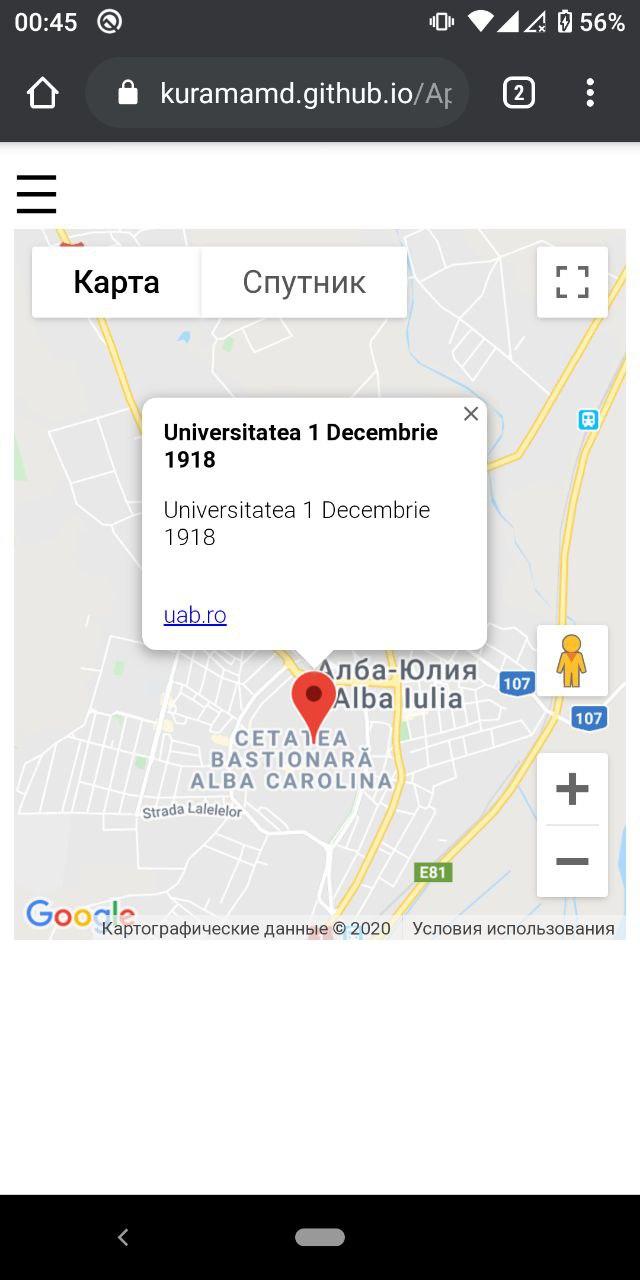 00:45
56%
kuramamd.github.io/Ap
2
Карта
Спутник
Universitatea 1 Decembrie
1918
Universitatea 1 Decembrie
1918
uab.ro
Алба-Юлия
Alba Iulia
107
107
CETATEA
BASTIONARĂ
ALBA CAROLINA
Strada Lalelelor
E81
Google
Картографические данные © 2020
Условия использования